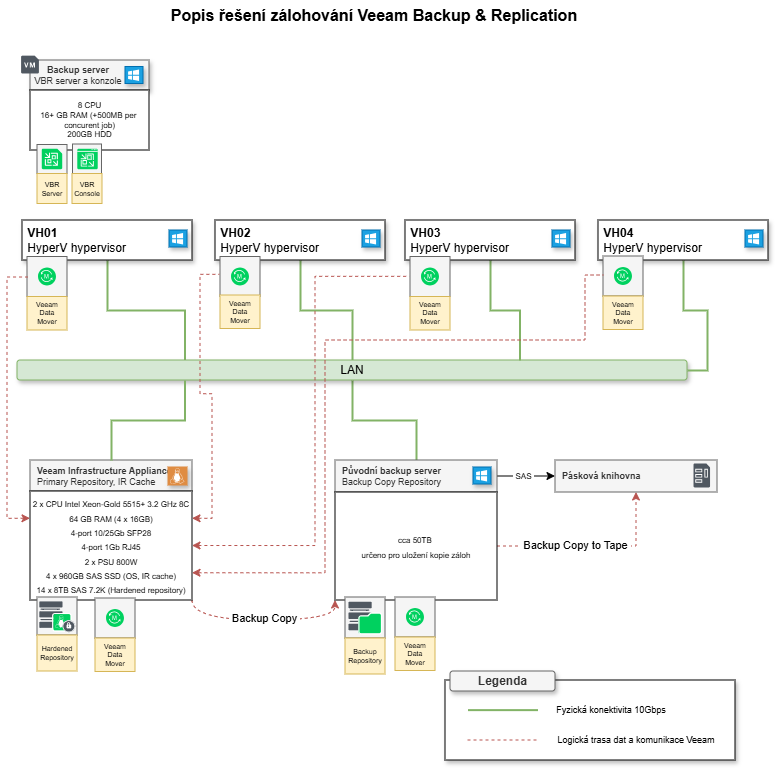 Popis řešení zálohování Veeam Backup & Replication
VM
Backup server
VBR server a konzole
8 CPU
16+ GB RAM (+500MB per
concurent job)
200GB HDD
VBR
Server
VBR
Console
VH01
HyperV hypervisor
VH02
HyperV hypervisor
VH03
HyperV hypervisor
VH04
HyperV hypervisor
M
Veeam
Data
Mover
M
Veeam
Data
Mover
M
Veeam
Data
Mover
M
Veeam
Data
Mover
LAN
Veeam Infrastructure Appliance
Primary Repository, IR Cache
2 x CPU Intel Xeon-Gold 5515+ 3.2 GHz 8C
64 GB RAM (4 x 16GB)
4-port 10/25Gb SFP28
4-port 1Gb RJ45
2 x PSU 800W
4 x 960GB SAS SSD (OS, IR cache)
14 x 8TB SAS 7.2K (Hardened repository)
Hardened
Repository
M
Veeam
Data
Mover
Backup Copy
Původní backup server
Backup Copy Repository
cca 50TB
určeno pro uložení kopie záloh
Backup
Repository
M
Veeam
Data
Mover
SAS
Pásková knihovna
Backup Copy to Tape
Legenda
Fyzická konektivita 10Gbps
Logická trasa dat a komunikace Veeam